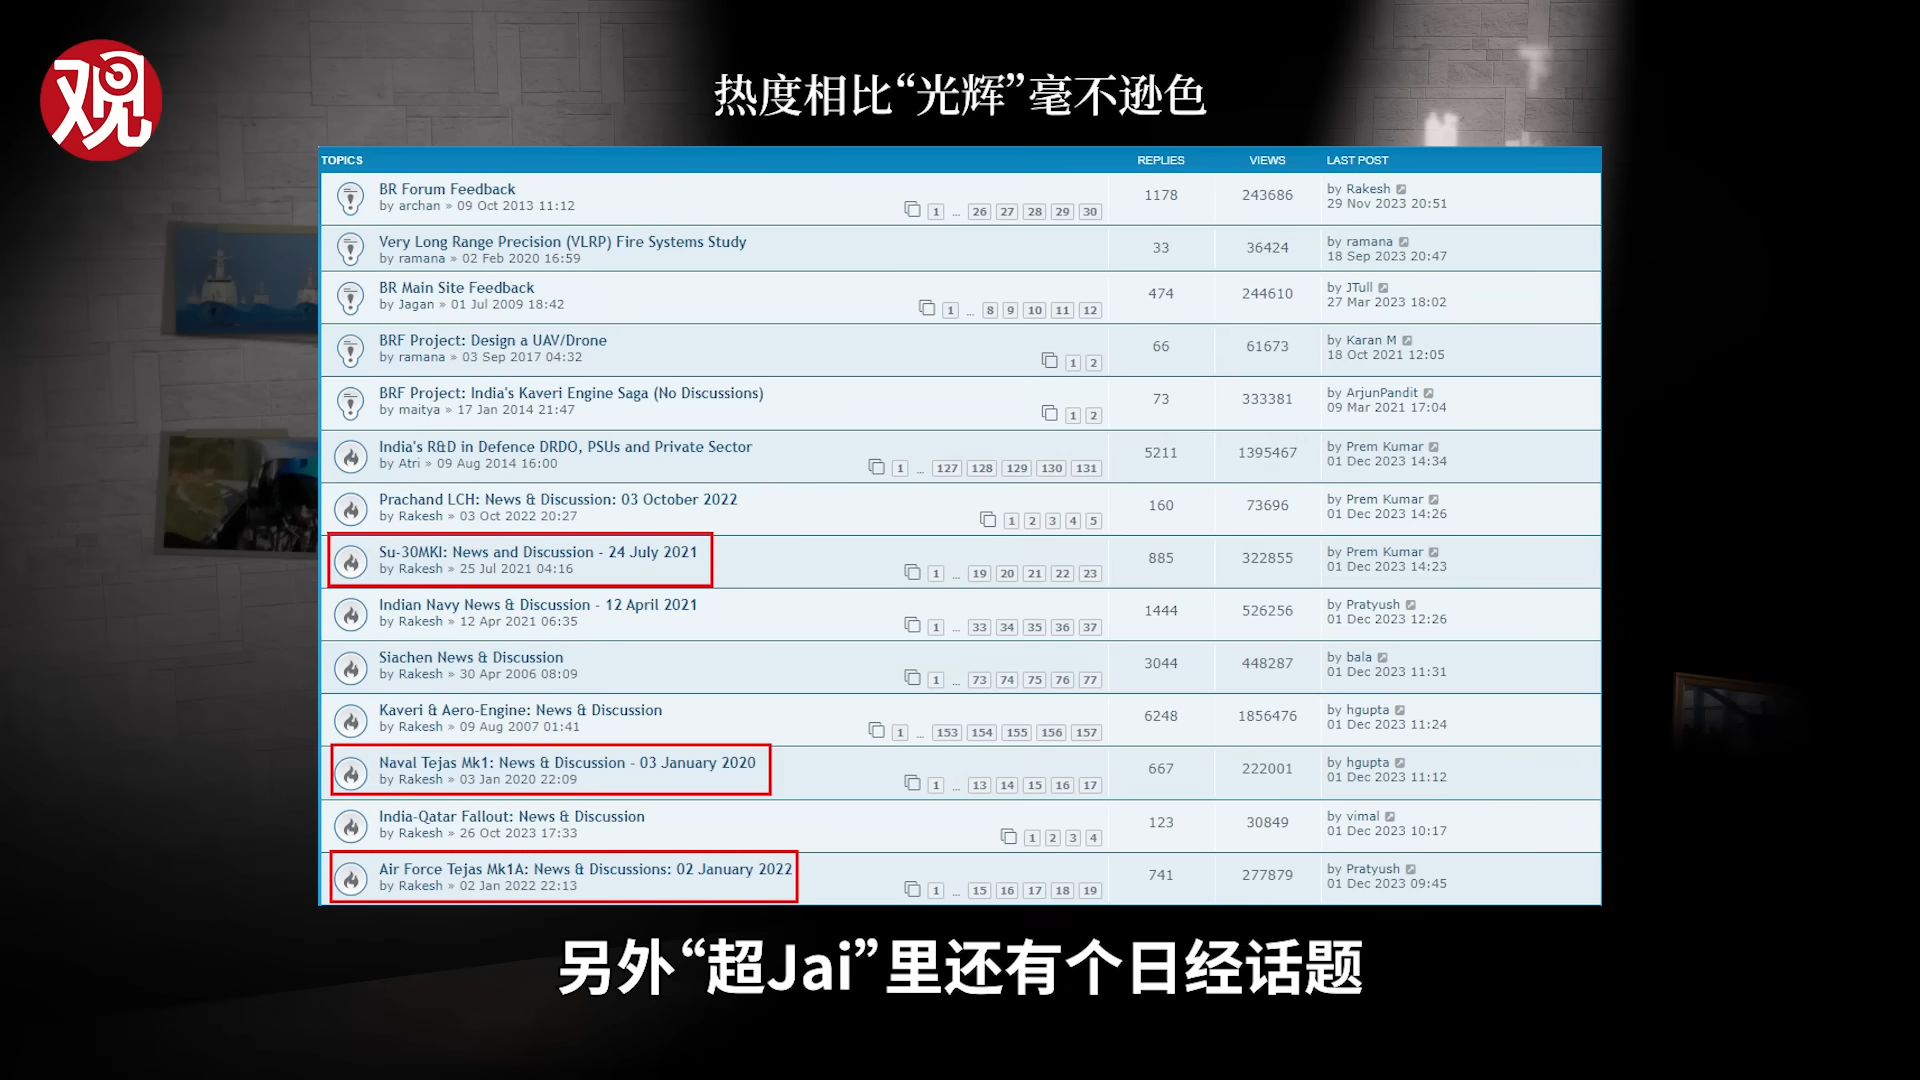 观
热度相比“光辉”毫不逊色
TOPICS REPLIES VIEWS LAST POST
BR Forum Feedback
by archan » 09 Oct 2013 11:12
1 ... 26 27 28 29 30
1178 243686
by Rakesh
29 Nov 2023 20:51
Very Long Range Precision (VLRP) Fire Systems Study
by ramana » 02 Feb 2020 16:59
33 36424
by ramana
18 Sep 2023 20:47
BR Main Site Feedback
by Jagan » 01 Jul 2009 18:42
1 ... 8 9 10 11 12
474 244610
by JTull
27 Mar 2023 18:02
BRF Project: Design a UAV/Drone
by ramana » 03 Sep 2017 04:32
1 2
66 61673
by Karan M
18 Oct 2021 12:05
BRF Project: India's Kaveri Engine Saga (No Discussions)
by maitya » 17 Jan 2014 21:47
1 2
73 333381
by ArjunPandit
09 Mar 2021 17:04
India's R&D in Defence DRDO, PSUs and Private Sector
by Atri » 09 Aug 2014 16:00
1 ... 127 128 129 130 131
5211 1395467
by Prem Kumar
01 Dec 2023 14:34
Prachand LCH: News & Discussion: 03 October 2022
by Rakesh » 03 Oct 2022 20:27
1 2 3 4 5
160 73696
by Prem Kumar
01 Dec 2023 14:26
Su-30MKI: News and Discussion - 24 July 2021
by Rakesh » 25 Jul 2021 04:16
1 ... 19 20 21 22 23
885 322855
by Prem Kumar
01 Dec 2023 14:23
Indian Navy News & Discussion - 12 April 2021
by Rakesh » 12 Apr 2021 06:35
1 ... 33 34 35 36 37
1444 526256
by Pratyush
01 Dec 2023 12:26
Siachen News & Discussion
by Rakesh » 30 Apr 2006 08:09
1 ... 73 74 75 76 77
3044 448287
by bala
01 Dec 2023 11:31
Kaveri & Aero-Engine: News & Discussion
by Rakesh » 09 Aug 2007 01:41
1 ... 153 154 155 156 157
6248 1856476
by hgupta
01 Dec 2023 11:24
Naval Tejas Mk1: News & Discussion - 03 January 2020
by Rakesh » 03 Jan 2020 22:09
1 ... 13 14 15 16 17
667 222001
by hgupta
01 Dec 2023 11:12
India-Qatar Fallout: News & Discussion
by Rakesh » 26 Oct 2023 17:33
1 2 3 4
123 30849
by vimal
01 Dec 2023 10:17
Air Force Tejas Mk1A: News & Discussions: 02 January 2022
by Rakesh » 02 Jan 2022 22:13
1 ... 15 16 17 18 19
741 277879
by Pratyush
01 Dec 2023 09:45
另外“超Jai”里还有个日经话题